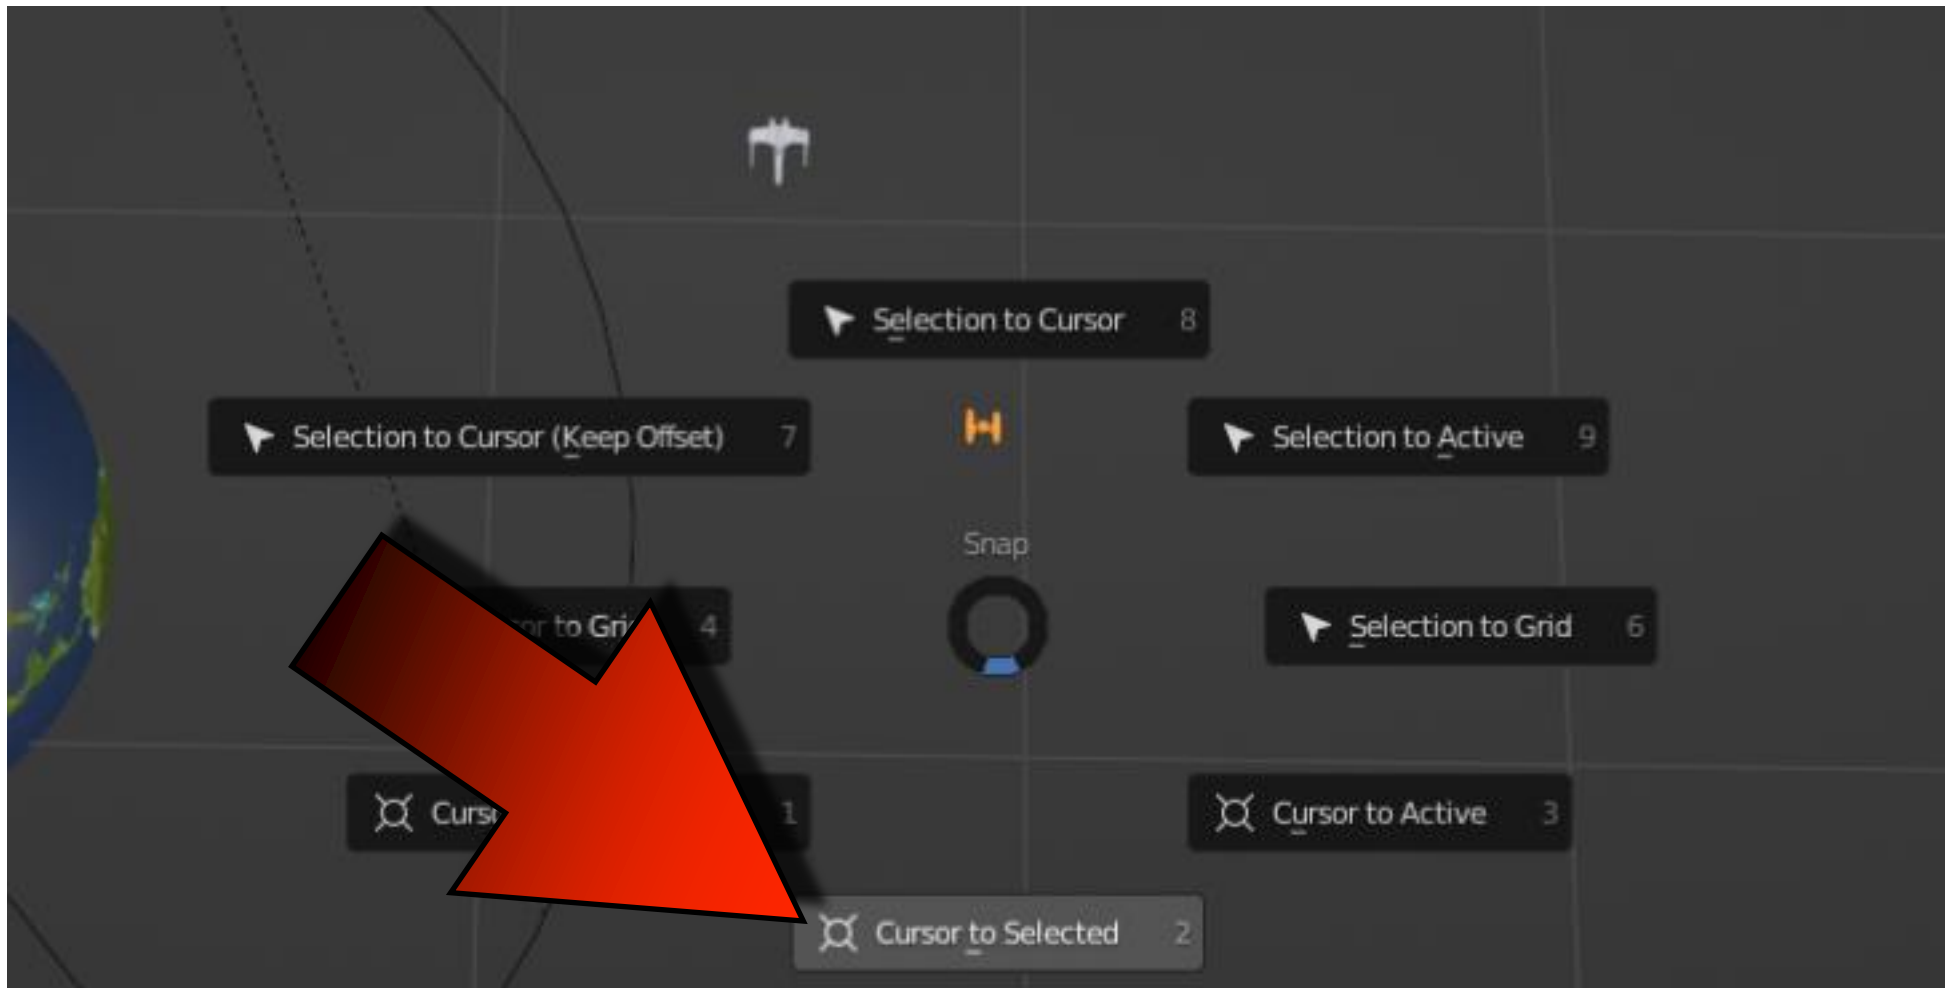 Selection to Cursor 8
Selection to Cursor (Keep Offset) 7
Selection to Active 9
Snap
to 4
Selection to Grid 6
1
Cursor to Active 3
Cursor to Selected 2